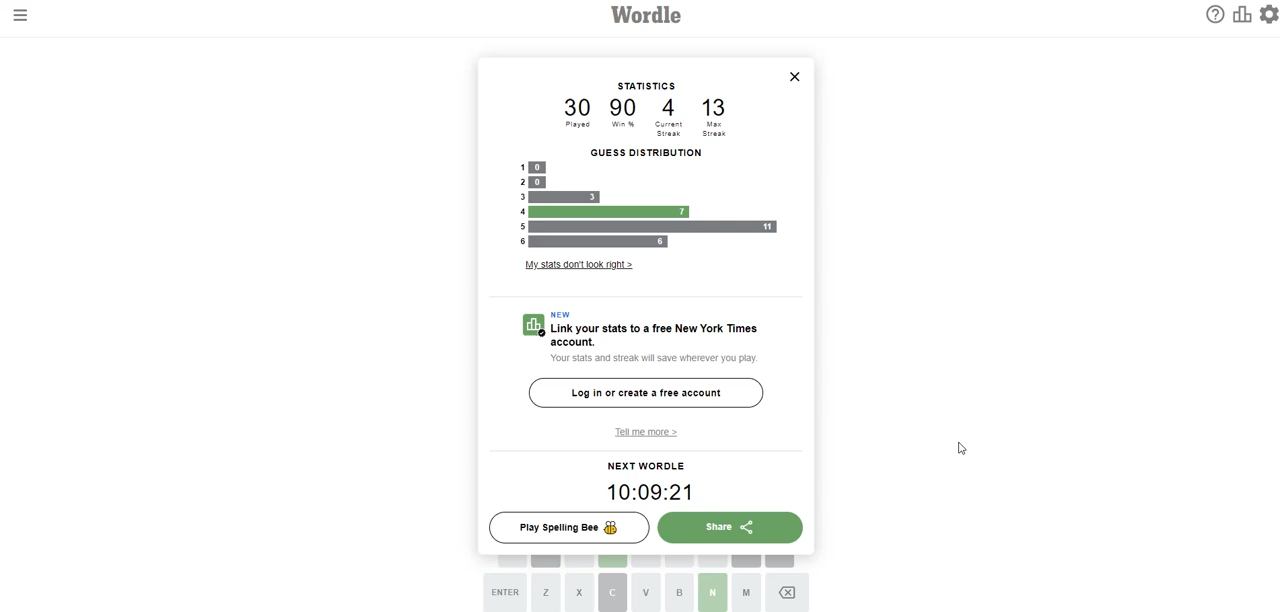 Wordle
STATISTICS
30 90 4 13
Played Win % Current Streak Max Streak
GUESS DISTRIBUTION
1 0
2 0
3 3
4 7
5 11
6 6
My stats don't look right >
NEW
Link your stats to a free New York Times
account.
Your stats and streak will save wherever you play.
Log in or create a free account
Tell me more >
NEXT WORDLE
10:09:21
Play Spelling Bee
Share
ENTER Z X C V B N M